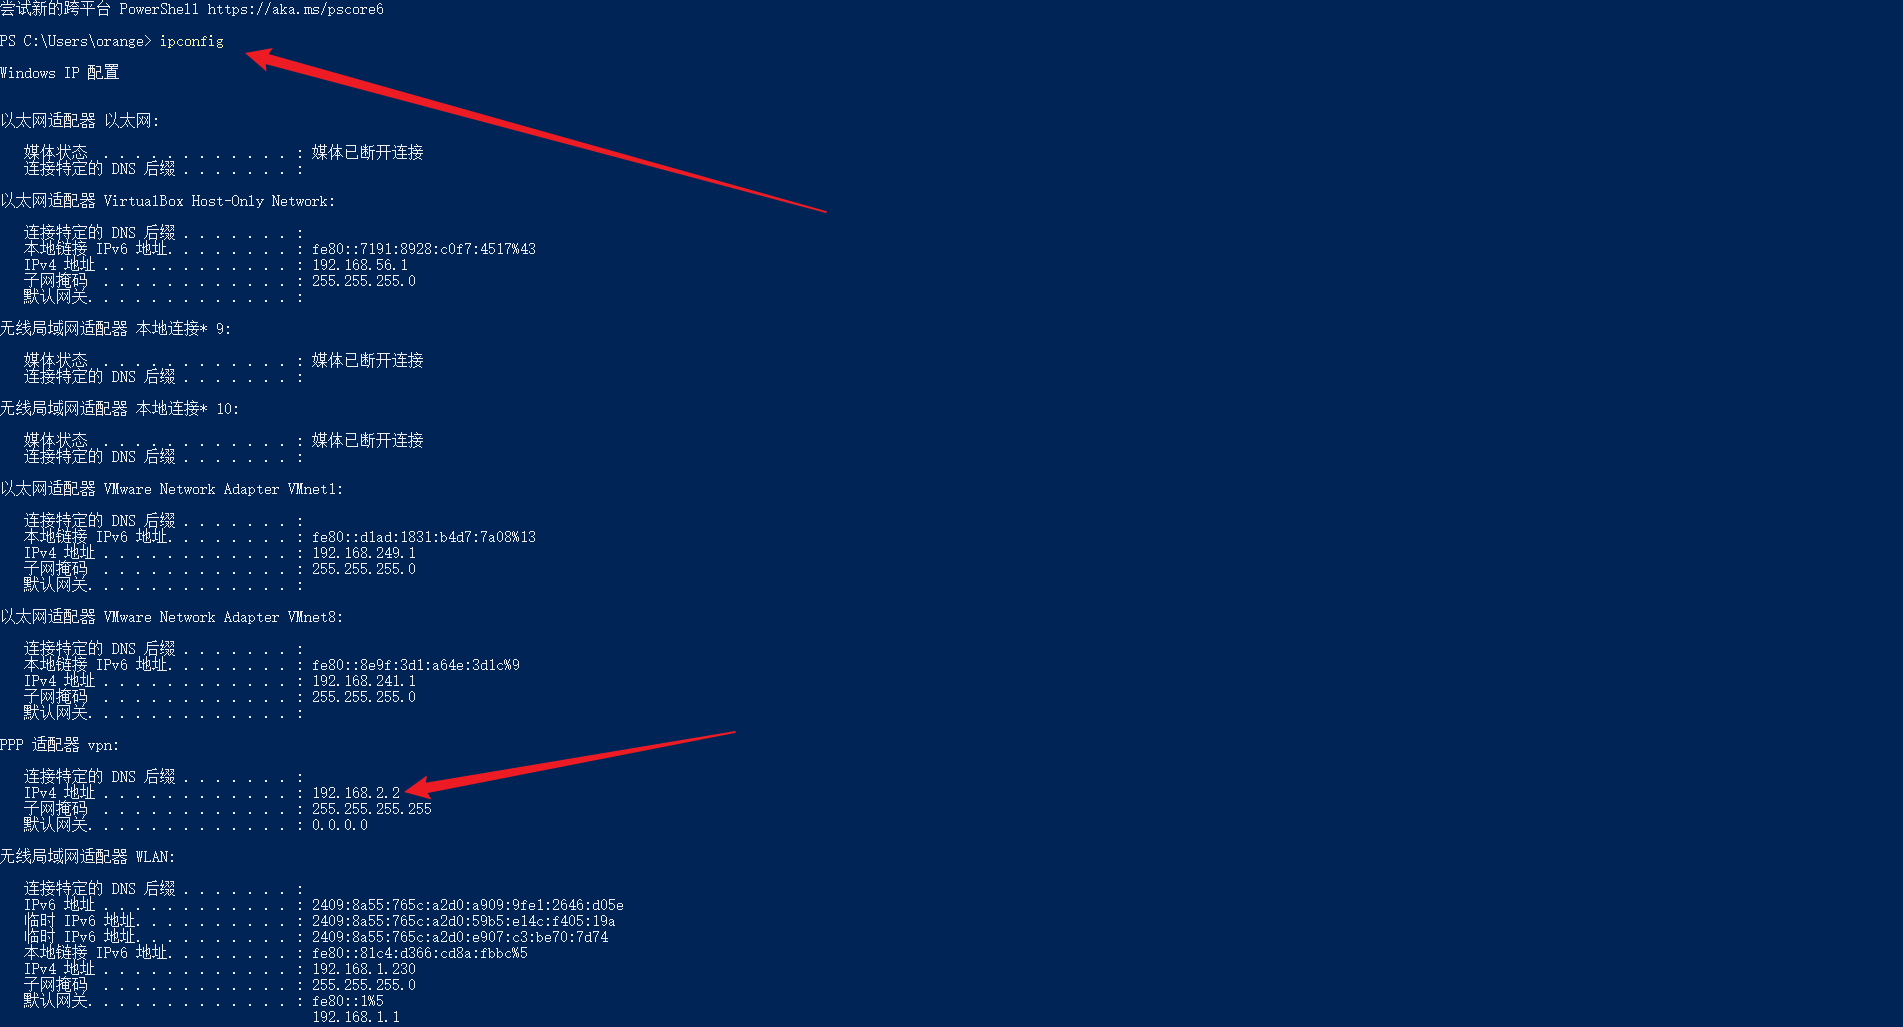 尝试新的跨平台 PowerShell https://aka.ms/pscore6
PS C:\Users\orange> ipconfig
Windows IP 配置
以太网适配器 以太网:
媒体状态 . . . . . . . . . . . . : 媒体已断开连接
连接特定的 DNS 后缀 . . . . . . . :
以太网适配器 VirtualBox Host-Only Network:
连接特定的 DNS 后缀 . . . . . . . :
本地链接 IPv6 地址. . . . . . . . : fe80::7191:8928:c0f7:4517%43
IPv4 地址 . . . . . . . . . . . . : 192.168.56.1
子网掩码 . . . . . . . . . . . . : 255.255.255.0
默认网关. . . . . . . . . . . . . :
无线局域网适配器 本地连接* 9:
媒体状态 . . . . . . . . . . . . : 媒体已断开连接
连接特定的 DNS 后缀 . . . . . . . :
无线局域网适配器 本地连接* 10:
媒体状态 . . . . . . . . . . . . : 媒体已断开连接
连接特定的 DNS 后缀 . . . . . . . :
以太网适配器 VMware Network Adapter VMnet1:
连接特定的 DNS 后缀 . . . . . . . :
本地链接 IPv6 地址. . . . . . . . : fe80::d1ad:1831:b4d7:7a08%13
IPv4 地址 . . . . . . . . . . . . : 192.168.249.1
子网掩码 . . . . . . . . . . . . : 255.255.255.0
默认网关. . . . . . . . . . . . . :
以太网适配器 VMware Network Adapter VMnet8:
连接特定的 DNS 后缀 . . . . . . . :
本地链接 IPv6 地址. . . . . . . . : fe80::8e9f:3d1:a64e:3d1c%9
IPv4 地址 . . . . . . . . . . . . : 192.168.241.1
子网掩码 . . . . . . . . . . . . : 255.255.255.0
默认网关. . . . . . . . . . . . . :
PPP 适配器 vpn:
连接特定的 DNS 后缀 . . . . . . . :
IPv4 地址 . . . . . . . . . . . . : 192.168.2.2
子网掩码 . . . . . . . . . . . . : 255.255.255.255
默认网关. . . . . . . . . . . . . : 0.0.0.0
无线局域网适配器 WLAN:
连接特定的 DNS 后缀 . . . . . . . :
IPv6 地址 . . . . . . . . . . . . : 2409:8a55:765c:a2d0:a909:9fe1:2646:d05e
临时 IPv6 地址. . . . . . . . . . : 2409:8a55:765c:a2d0:59b5:e14c:f405:19a
临时 IPv6 地址. . . . . . . . . . : 2409:8a55:765c:a2d0:e907:c3:be70:7d74
本地链接 IPv6 地址. . . . . . . . : fe80::81c4:d366:cd8a:fbbc%5
IPv4 地址 . . . . . . . . . . . . : 192.168.1.230
子网掩码 . . . . . . . . . . . . : 255.255.255.0
默认网关. . . . . . . . . . . . . : fe80::1%5
192.168.1.1